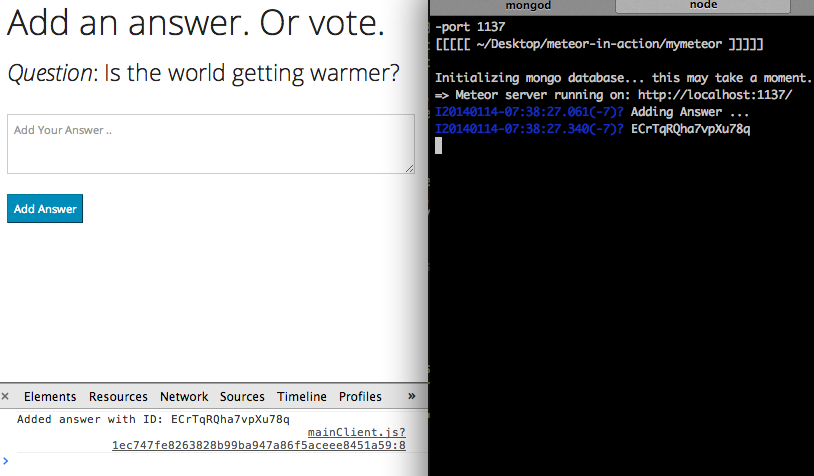 Add an answer. Or vote.
Question: Is the world getting warmer?
Add Your Answer ..
Add Answer
× Elements Resources Network Sources Timeline Profiles »
Added answer with ID: ECrTqRQha7vpXu78q
mainClient.js?
1ec747fe8263828b99ba947a86f5aceee8451a59:8
>
mongod node
-port 1137
[[[[[ ~/Desktop/meteor-in-action/mymeteor ]]]]]
Initializing mongo database... this may take a moment.
=> Meteor server running on: http://localhost:1137/
I20140114-07:38:27.061(-7)? Adding Answer ...
I20140114-07:38:27.340(-7)? ECrTqRQha7vpXu78q